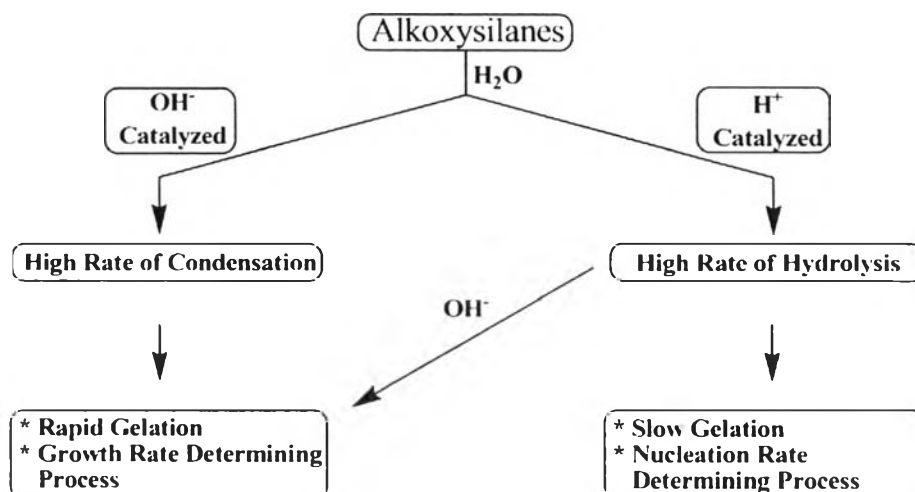 Alkoxysilanes
H₂O
OH⁻
Catalyzed
H⁺
Catalyzed
High Rate of Condensation
High Rate of Hydrolysis
OH⁻
* Rapid Gelation
* Growth Rate Determining
Process
* Slow Gelation
* Nucleation Rate
Determining Process